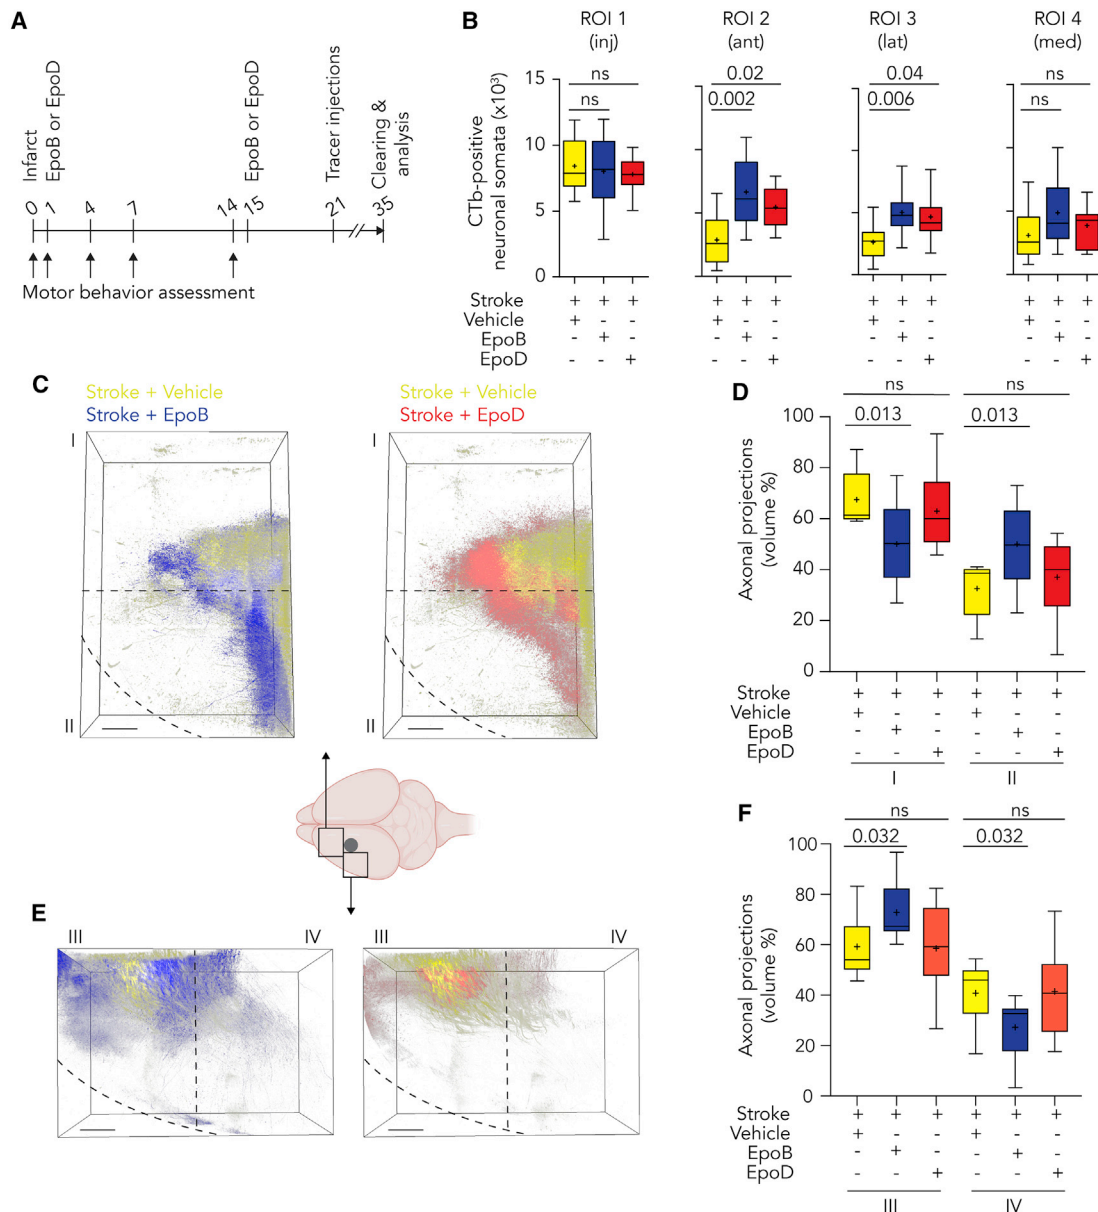 A
Infarct
EpoB or EpoD
EpoB or EpoD
Tracer injections
Clearing &
analysis
0 1 4 7 14 15 21 35
Motor behavior assessment
B
ROI 1 ROI 2 ROI 3 ROI 4
(inj) (ant) (lat) (med)
CTb-positive
neuronal somata (x10³)
15
10
5
0
ns
ns
0.02
0.002
0.04
0.006
ns
ns
Stroke + + + + + + + + + + + +
Vehicle + - - + - - + - - + - -
EpoB - + - - + - - + - - + -
EpoD - - + - - + - - + - - +
C
Stroke + Vehicle
Stroke + EpoB
Stroke + Vehicle
Stroke + EpoD
I
II
I
II
D
Axonal projections
(volume %)
100
80
60
40
20
0
ns
0.013
ns
0.013
Stroke + + + + + +
Vehicle + - - + - -
EpoB - + - - + -
EpoD - - + - - +
I II
E
III IV
III IV
F
Axonal projections
(volume %)
100
80
60
40
20
0
ns
0.032
ns
0.032
Stroke + + + + + +
Vehicle + - - + - -
EpoB - + - - + -
EpoD - - + - - +
III IV